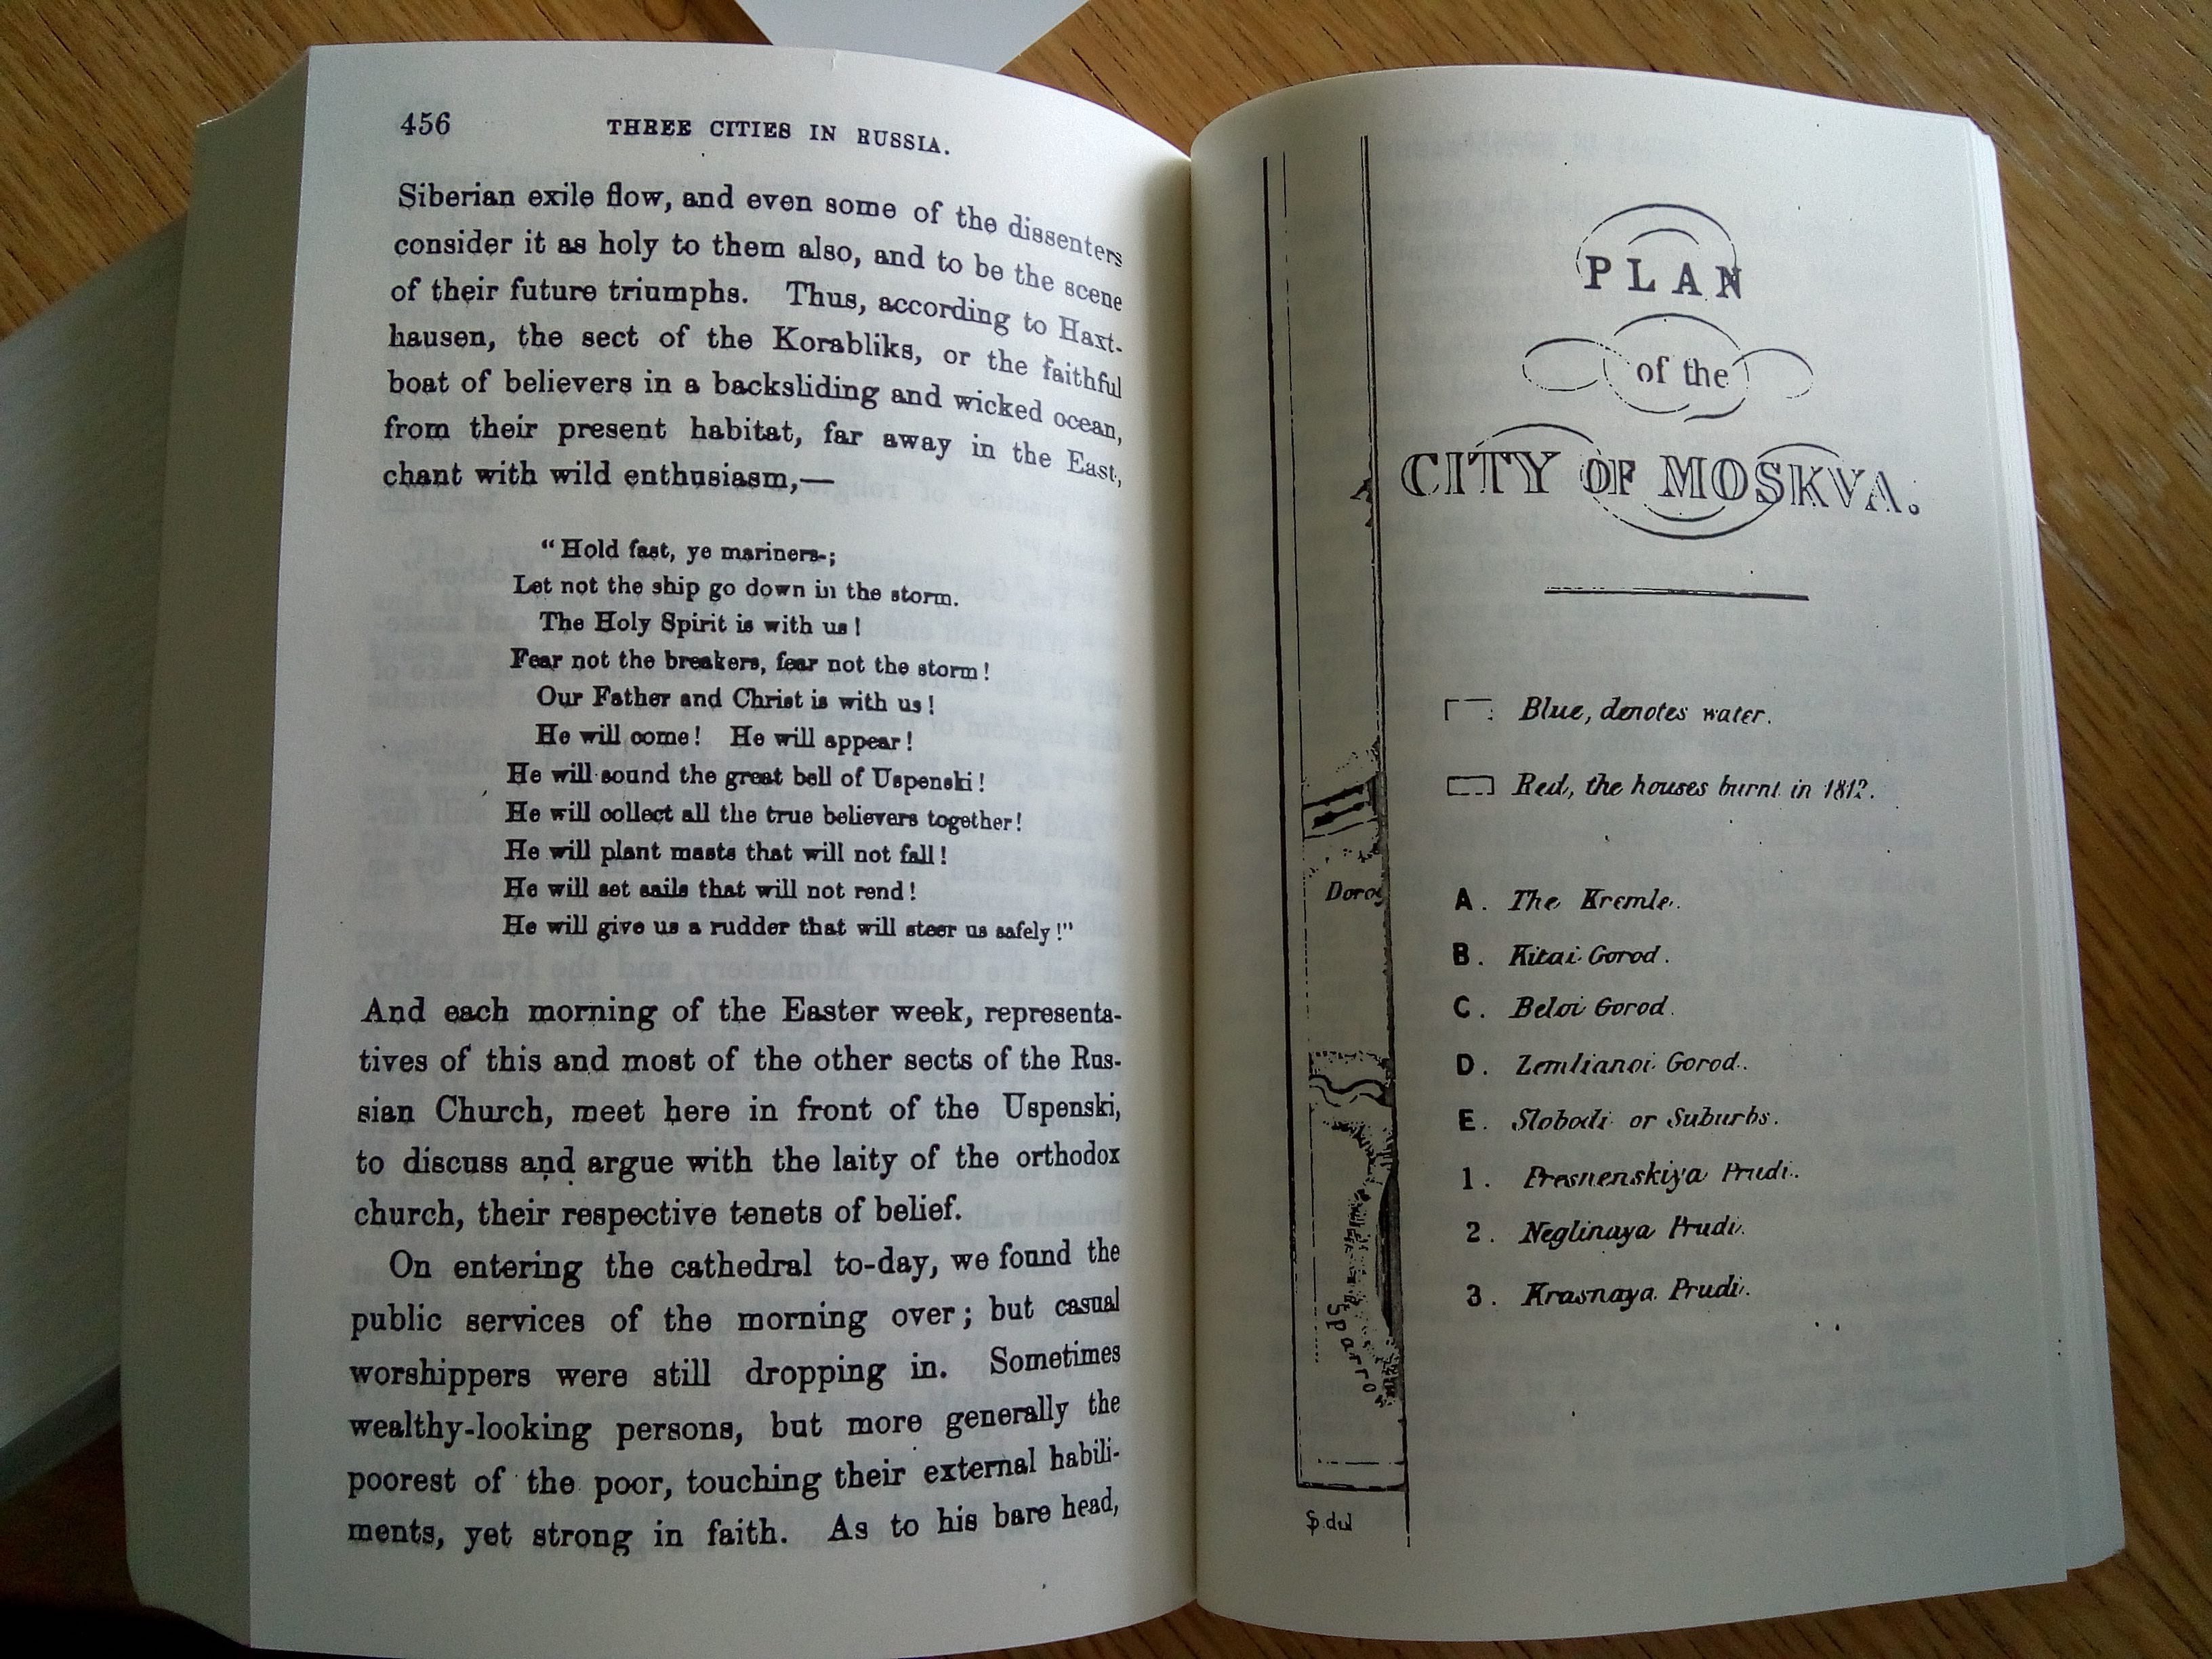 456 THREE CITIES IN RUSSIA.
Siberian exile flow, and even some of the dissenters
consider it as holy to them also, and to be the scene
of their future triumphs. Thus, according to Haxt-
hausen, the sect of the Korabliks, or the faithful
boat of believers in a backsliding and wicked ocean,
from their present habitat, far away in the East,
chant with wild enthusiasm,—
"Hold fast, ye mariners;
Let not the ship go down in the storm.
The Holy Spirit is with us!
Fear not the breakers, fear not the storm!
Our Father and Christ is with us!
He will come! He will appear!
He will sound the great bell of Uspenski!
He will collect all the true believers together!
He will plant masts that will not fall!
He will set sails that will not rend!
He will give us a rudder that will steer us safely!"
And each morning of the Easter week, representa-
tives of this and most of the other sects of the Rus-
sian Church, meet here in front of the Uspenski,
to discuss and argue with the laity of the orthodox
church, their respective tenets of belief.
On entering the cathedral to-day, we found the
public services of the morning over; but casual
worshippers were still dropping in. Sometimes
wealthy-looking persons, but more generally the
poorest of the poor, touching their external habili-
ments, yet strong in faith. As to his bare head,
PLAN
of the
CITY OF MOSKVA.
Blue, denotes water.
Red, the houses burnt in 1812.
Dorog
A. The Kremle.
B. Kitai Gorod.
C. Beloi Gorod.
D. Zemlianoi Gorod.
E. Slobodi or Suburbs.
1. Presnenskiya Prudi.
2. Neglinaya Prudi.
3. Krasnaya Prudi.
Sparro